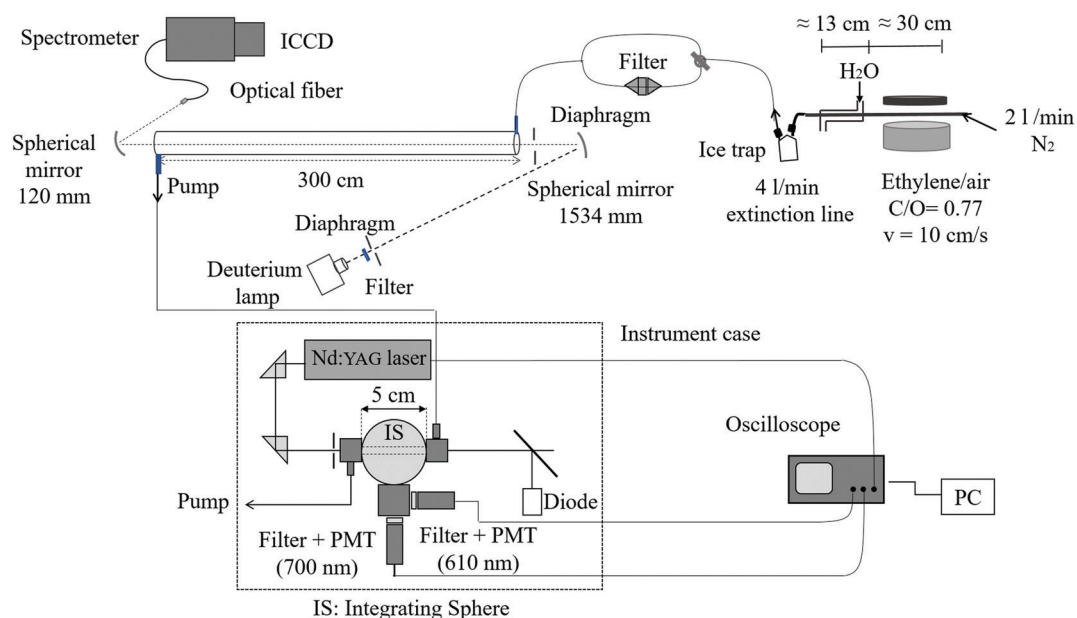 Spectrometer
ICCD
Optical fiber
Spherical
mirror
120 mm
Pump
300 cm
Filter
Diaphragm
Spherical mirror
1534 mm
≈ 13 cm
≈ 30 cm
H₂O
2 l/min
N₂
Ice trap
4 l/min
extinction line
Ethylene/air
C/O= 0.77
v = 10 cm/s
Diaphragm
Deuterium
lamp
Filter
Instrument case
Nd:YAG laser
5 cm
IS
Oscilloscope
Pump
Diode
PC
Filter + PMT
(700 nm)
Filter + PMT
(610 nm)
IS: Integrating Sphere